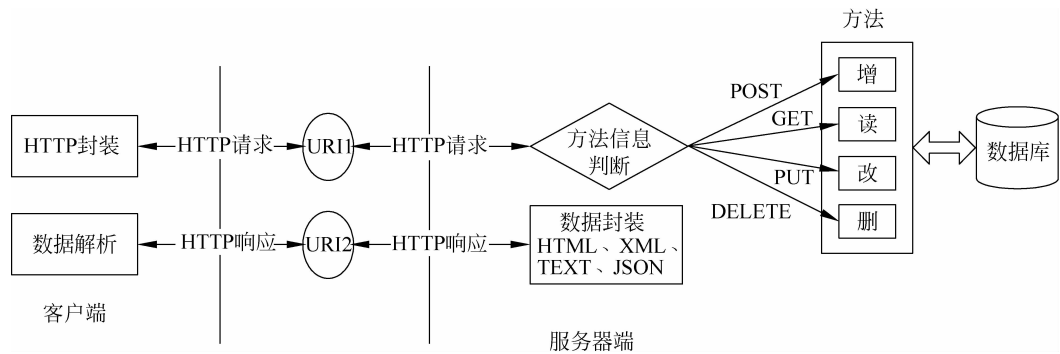 方法
POST
增
GET
读
PUT
改
DELETE
删
数据库
HTTP封装
HTTP请求
URI1
HTTP请求
方法信息
判断
数据解析
HTTP响应
URI2
HTTP响应
数据封装
HTML、XML、
TEXT、JSON
客户端
服务器端